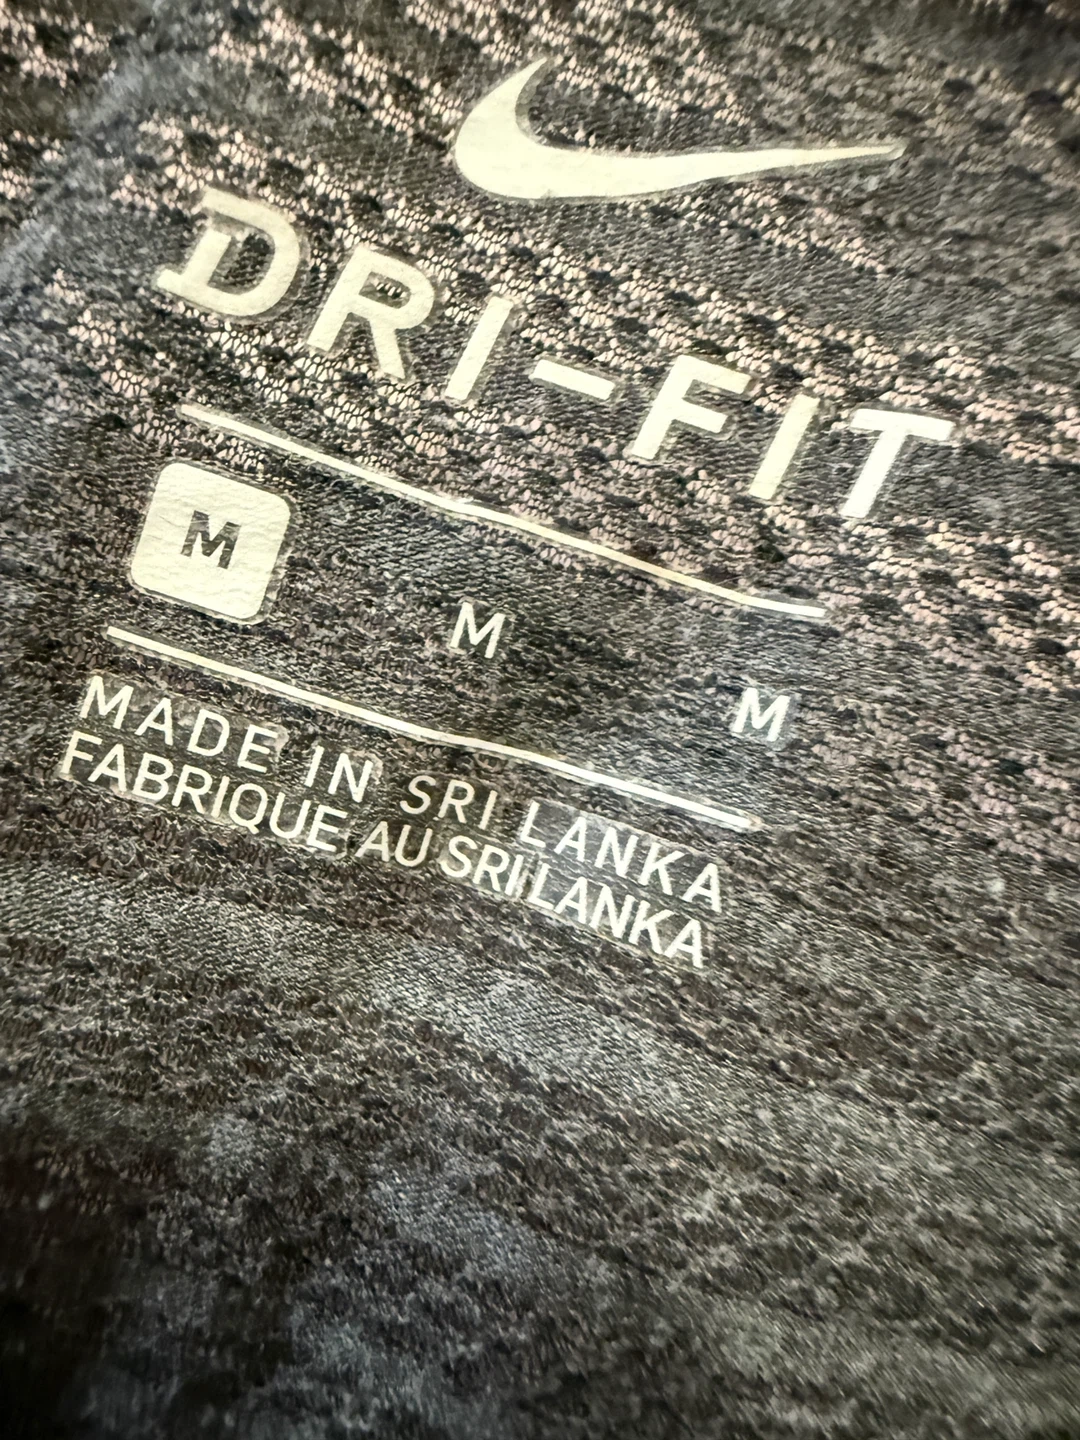 DRI-FIT
M M M
MADE IN SRI LANKA
FABRIQUE AU SRI LANKA